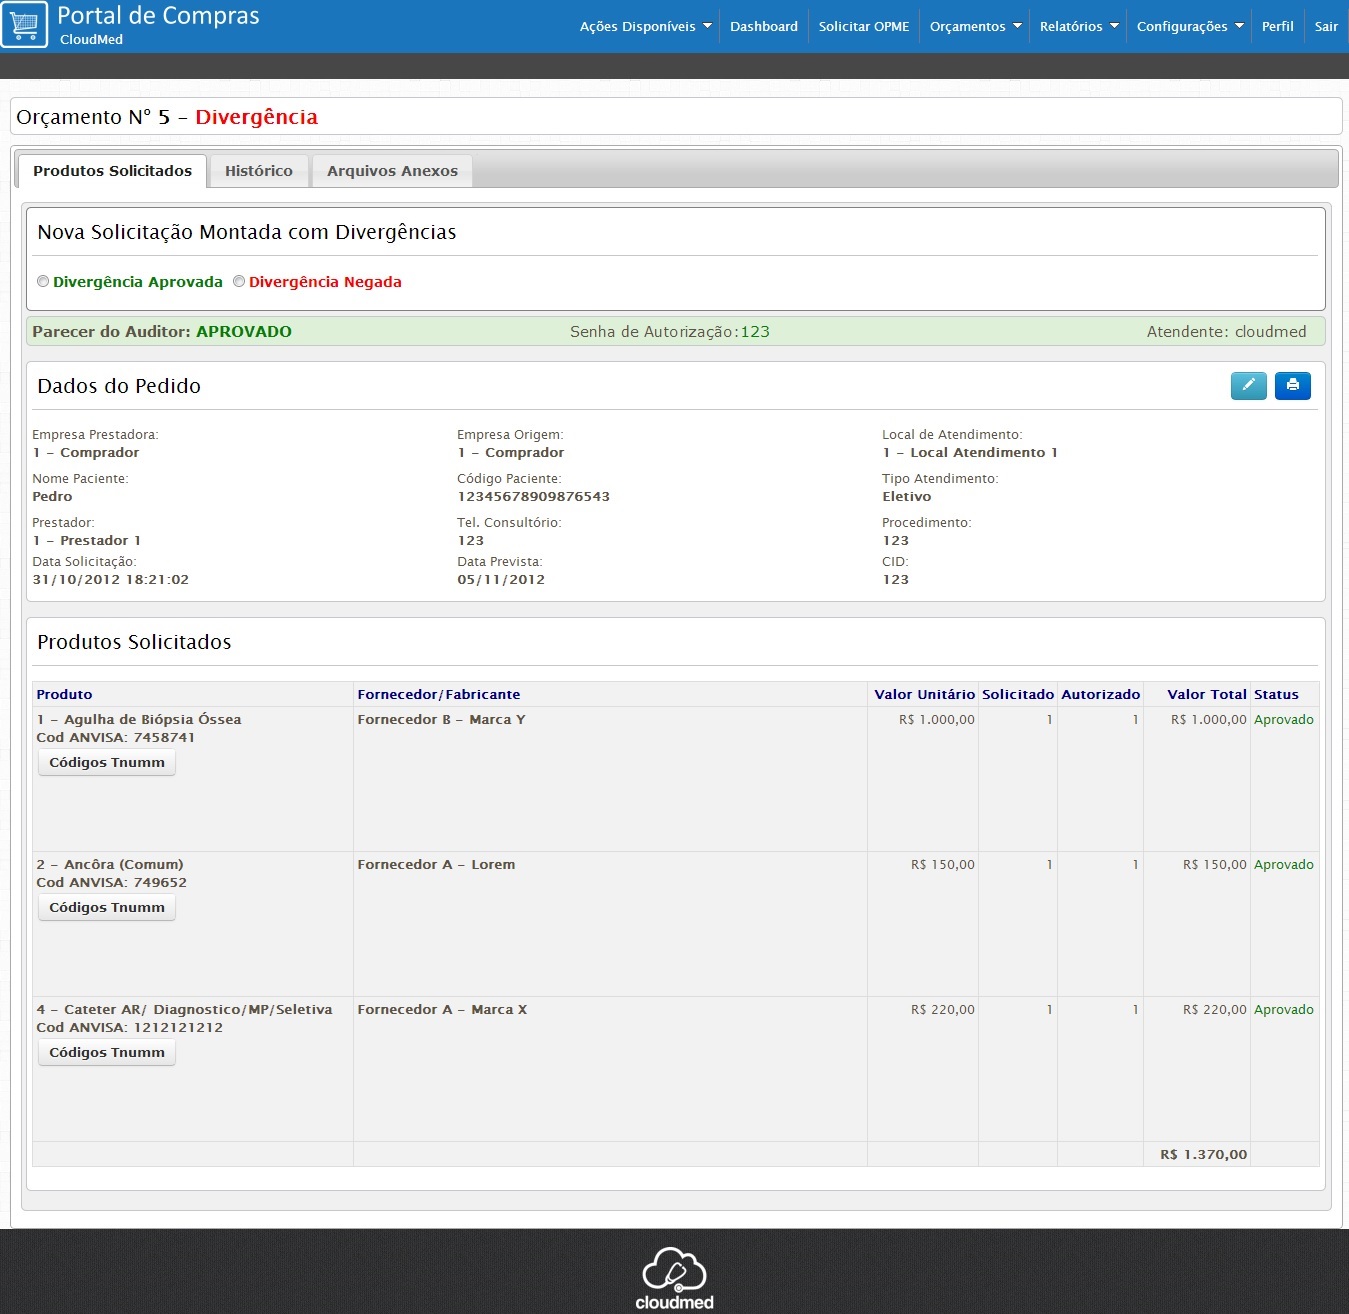 Portal de Compras
CloudMed
Ações Disponíveis Dashboard Solicitar OPME Orçamentos Relatórios Configurações Perfil Sair
Orçamento N° 5 - Divergência
Produtos Solicitados Histórico Arquivos Anexos
Nova Solicitação Montada com Divergências
Divergência Aprovada Divergência Negada
Parecer do Auditor: APROVADO Senha de Autorização:123 Atendente: cloudmed
Dados do Pedido
Empresa Prestadora: Empresa Origem: Local de Atendimento:
1 - Comprador 1 - Comprador 1 - Local Atendimento 1
Nome Paciente: Código Paciente: Tipo Atendimento:
Pedro 12345678909876543 Eletivo
Prestador: Tel. Consultório: Procedimento:
1 - Prestador 1 123 123
Data Solicitação: Data Prevista: CID:
31/10/2012 18:21:02 05/11/2012 123
Produtos Solicitados
Produto Fornecedor/Fabricante Valor Unitário Solicitado Autorizado Valor Total Status
1 - Agulha de Biópsia Óssea Fornecedor B - Marca Y R$ 1.000,00 1 1 R$ 1.000,00 Aprovado
Cod ANVISA: 7458741
Códigos Tnumm
2 - Ancôra (Comum) Fornecedor A - Lorem R$ 150,00 1 1 R$ 150,00 Aprovado
Cod ANVISA: 749652
Códigos Tnumm
4 - Cateter AR/ Diagnostico/MP/Seletiva Fornecedor A - Marca X R$ 220,00 1 1 R$ 220,00 Aprovado
Cod ANVISA: 1212121212
Códigos Tnumm
R$ 1.370,00
cloudmed